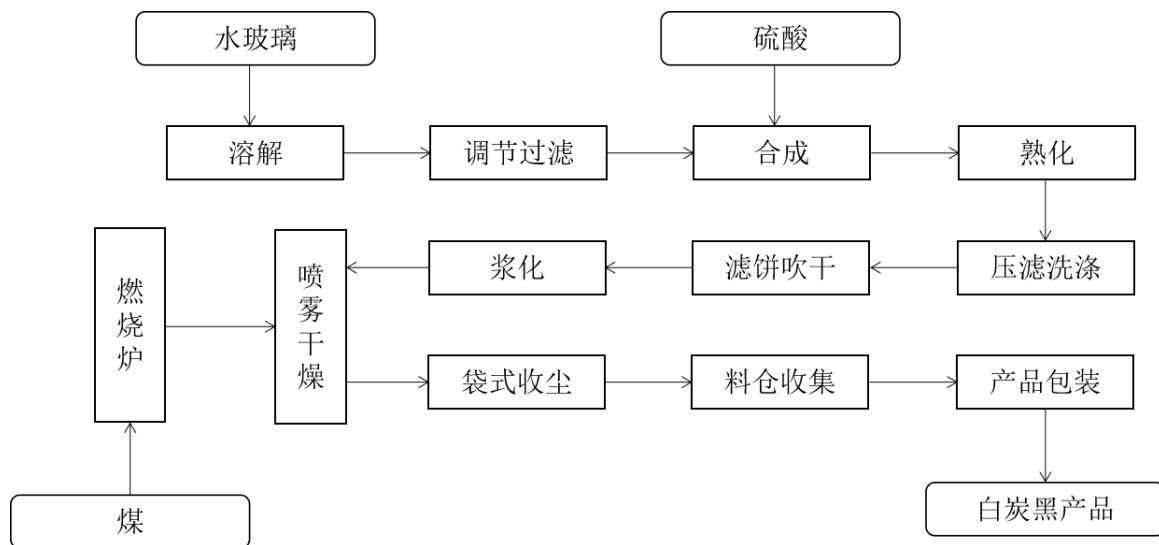 水玻璃
硫酸
溶解
调节过滤
合成
熟化
燃烧炉
喷雾干燥
浆化
滤饼吹干
压滤洗涤
袋式收尘
料仓收集
产品包装
煤
白炭黑产品